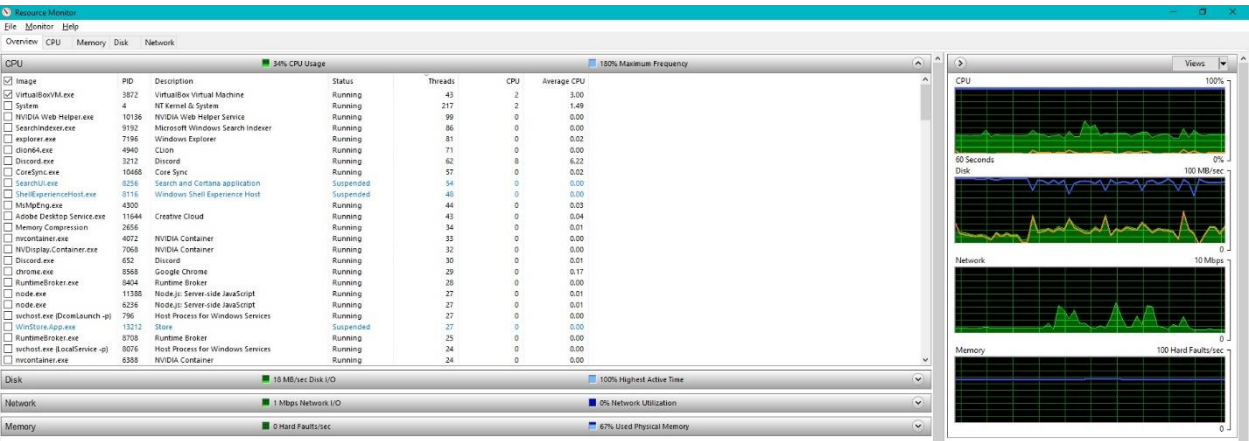 Resource Monitor
File Monitor Help
Overview CPU Memory Disk Network
CPU 34% CPU Usage 180% Maximum Frequency
Image PID Description Status Threads CPU Average CPU
VirtualBoxVM.exe 3872 VirtualBox Virtual Machine Running 43 2 3.00
System 4 NT Kernel & System Running 217 2 1.49
NVIDIA Web Helper.exe 10136 NVIDIA Web Helper Service Running 99 0 0.00
SearchIndexer.exe 9192 Microsoft Windows Search Indexer Running 86 0 0.00
explorer.exe 7196 Windows Explorer Running 81 0 0.02
clion64.exe 4940 CLion Running 71 0 0.00
Discord.exe 3212 Discord Running 62 8 6.22
CoreSync.exe 10468 Core Sync Running 57 0 0.02
SearchUI.exe 8256 Search and Cortana application Suspended 54 0 0.00
ShellExperienceHost.exe 8116 Windows Shell Experience Host Suspended 48 0 0.00
MsMpEng.exe 4300 Running 44 0 0.03
Adobe Desktop Service.exe 11644 Creative Cloud Running 43 0 0.04
Memory Compression 2656 Running 34 0 0.01
nvcontainer.exe 4072 NVIDIA Container Running 33 0 0.00
NVDisplay.Container.exe 7068 NVIDIA Container Running 32 0 0.00
Discord.exe 652 Discord Running 30 0 0.01
chrome.exe 8568 Google Chrome Running 29 0 0.17
RuntimeBroker.exe 8404 Runtime Broker Running 28 0 0.00
node.exe 11388 Node.js: Server-side JavaScript Running 27 0 0.01
node.exe 6236 Node.js: Server-side JavaScript Running 27 0 0.01
svchost.exe (DcomLaunch -p) 796 Host Process for Windows Services Running 27 0 0.00
WinStore.App.exe 13212 Store Suspended 27 0 0.00
RuntimeBroker.exe 8708 Runtime Broker Running 25 0 0.00
svchost.exe (LocalService -p) 8076 Host Process for Windows Services Running 24 0 0.00
nvcontainer.exe 6388 NVIDIA Container Running 24 0 0.00
Disk 18 MB/sec Disk I/O 100% Highest Active Time
Network 1 Mbps Network I/O 0% Network Utilization
Memory 0 Hard Faults/sec 67% Used Physical Memory
Views
CPU 100%
60 Seconds 0%
Disk 100 MB/sec
0
Network 10 Mbps
0
Memory 100 Hard Faults/sec
0